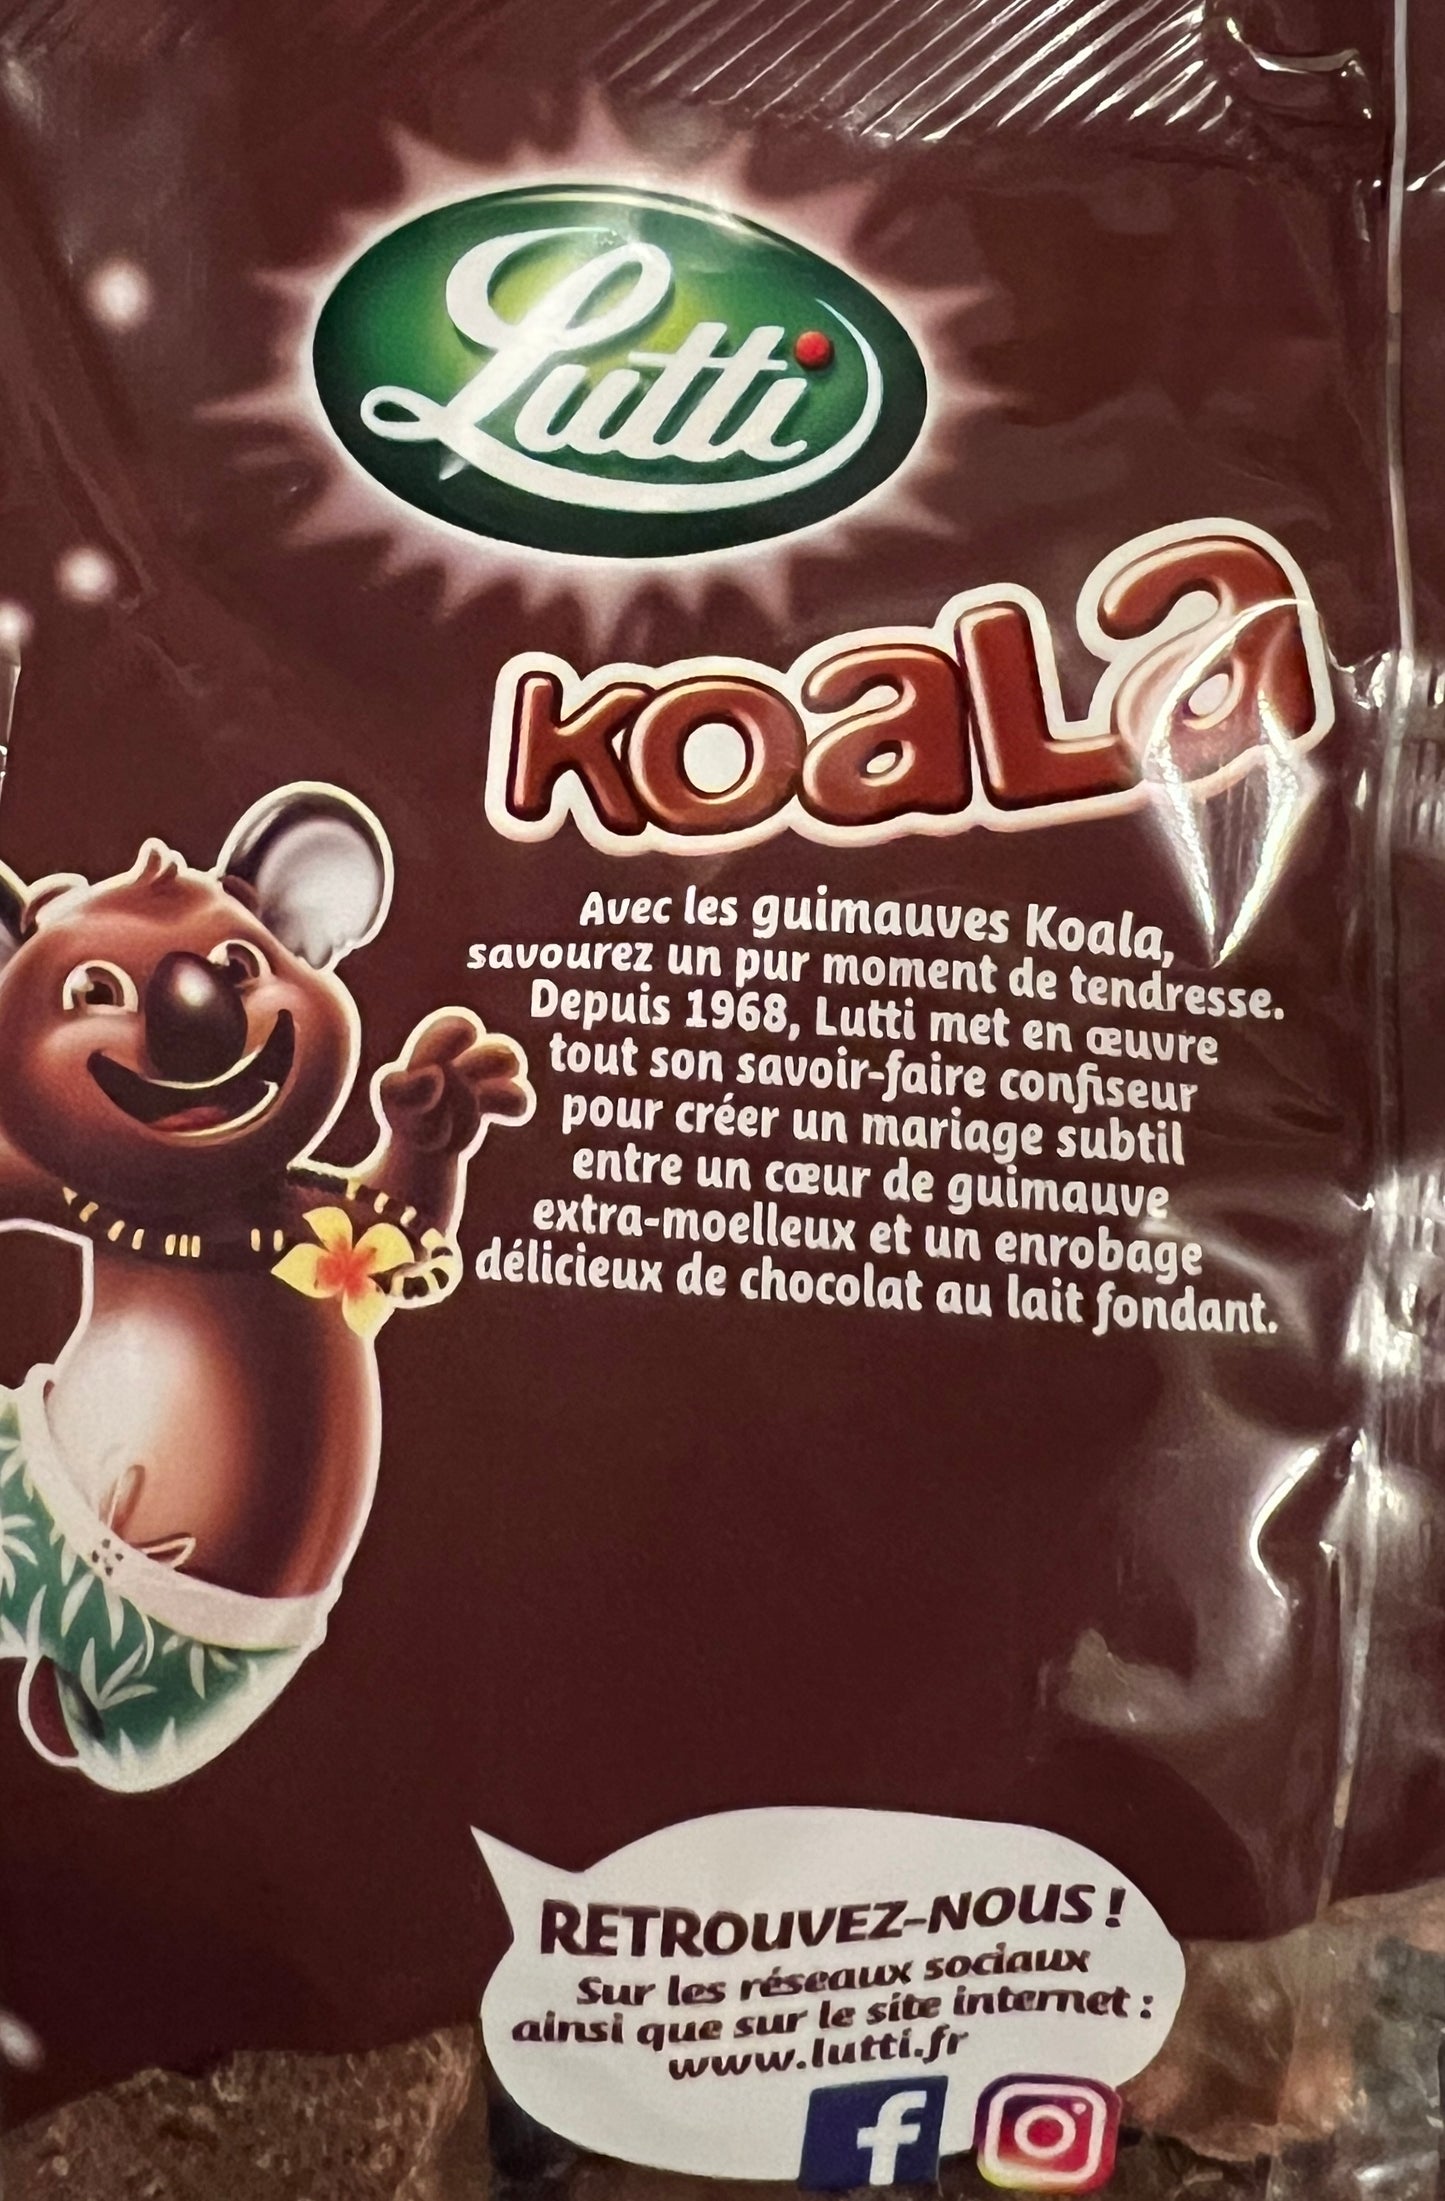 Lutti
KOALA
Avec les guimauves Koala,
savourez un pur moment de tendresse.
Depuis 1968, Lutti met en œuvre
tout son savoir-faire confiseur
pour créer un mariage subtil
entre un cœur de guimauve
extra-moelleux et un enrobage
délicieux de chocolat au lait fondant.
RETROUVEZ-NOUS !
Sur les réseaux sociaux
ainsi que sur le site internet :
www.lutti.fr
f